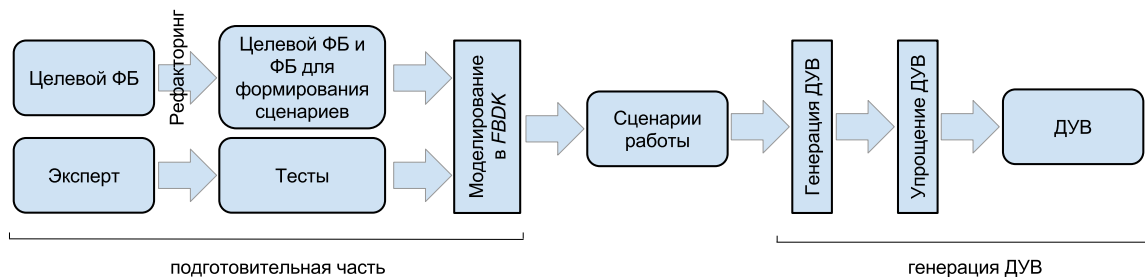 Целевой ФБ
Рефакторинг
Целевой ФБ и
ФБ для
формирования
сценариев
Эксперт
Тесты
Моделирование
в FBDK
Сценарии
работы
Генерация ДУВ
Упрощение ДУВ
ДУВ
подготовительная часть
генерация ДУВ